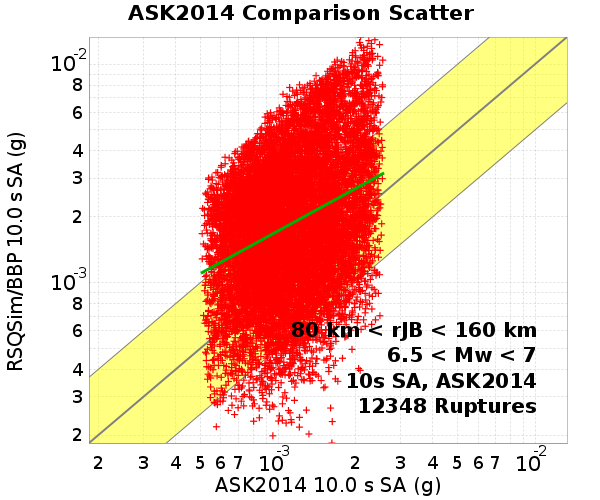 ASK2014 Comparison Scatter
RSQSim/BBP 10.0 s SA (g)
10-2
8
6
4
3
2
10-3
8
6
4
3
2
80 km < rJB < 160 km
6.5 < Mw < 7
10s SA, ASK2014
12348 Ruptures
2 3 4 5 6 7 10-3 2 3 4 5 6 7 10-2
ASK2014 10.0 s SA (g)